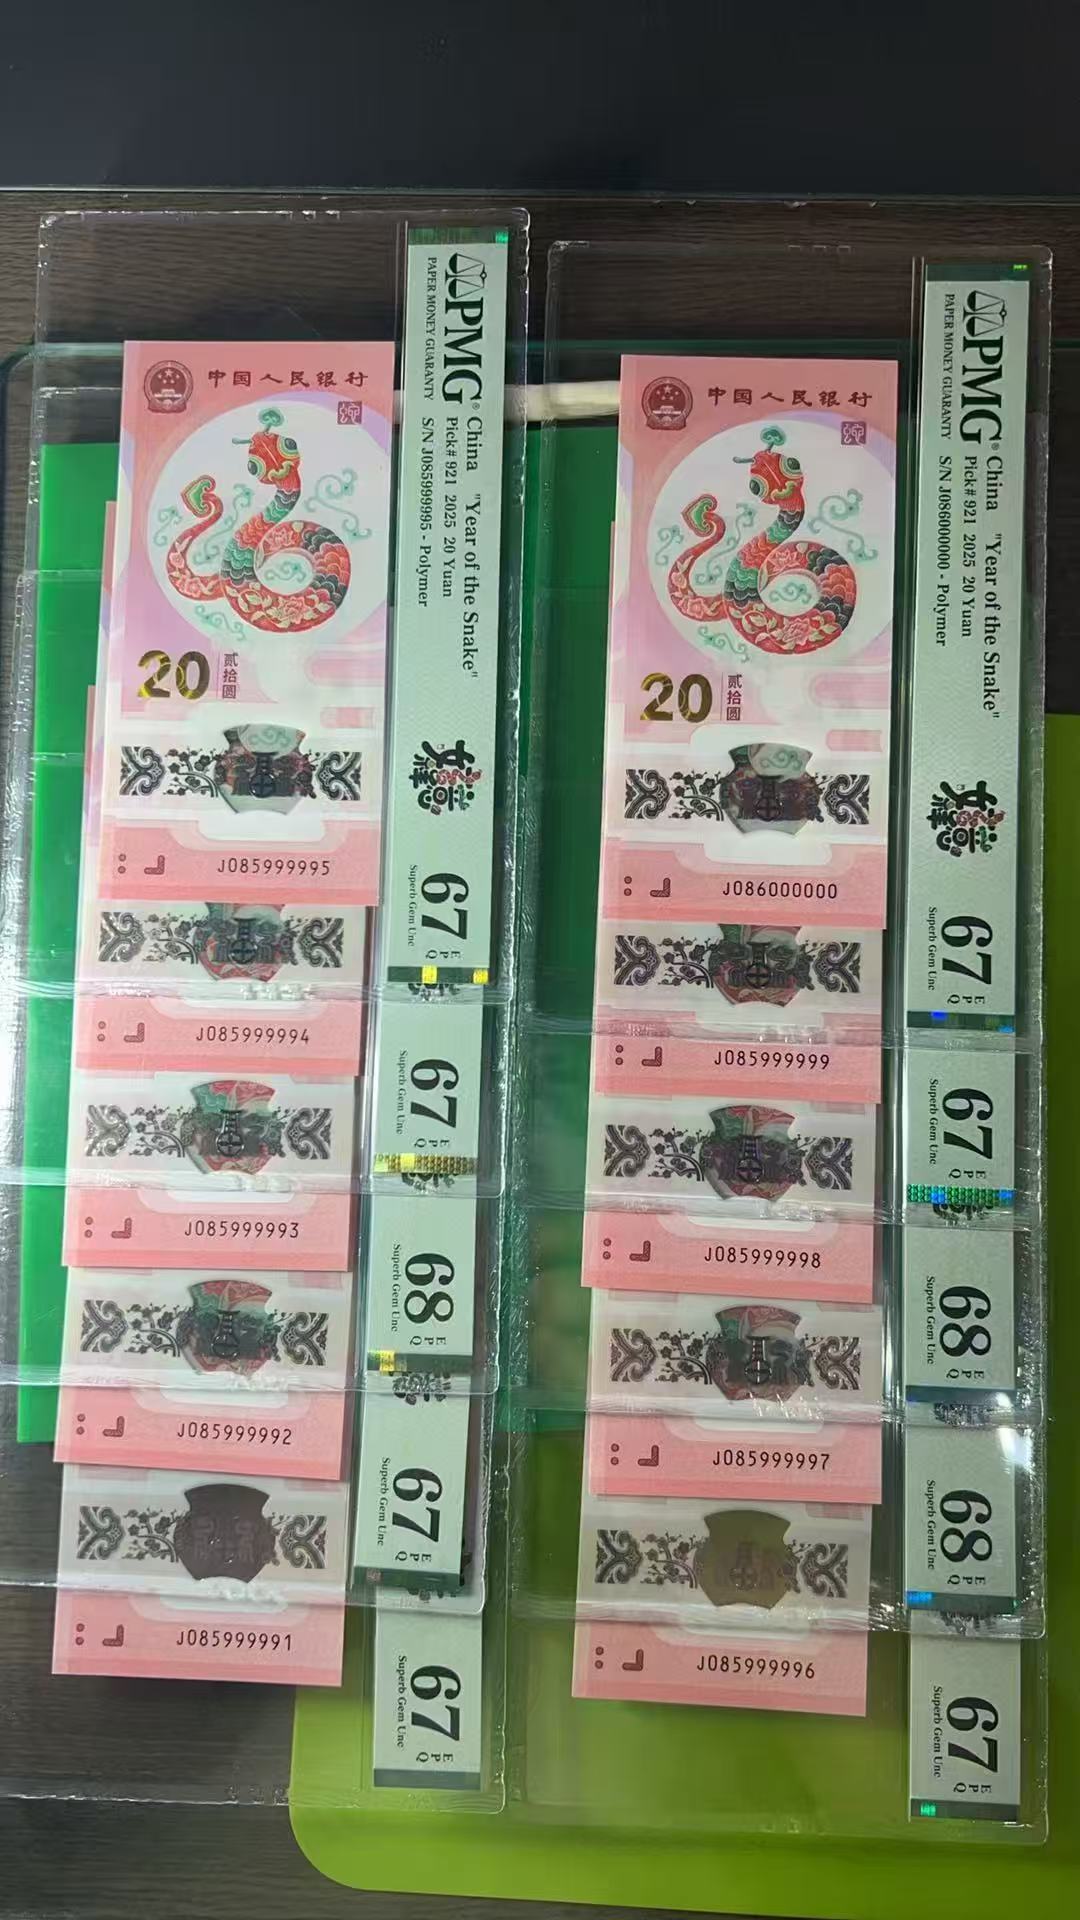 中国人民银行
20 贰拾圆
J085999995
J085999994
J085999993
J085999992
J085999991
PMG®
PAPER MONEY GUARANTY
China "Year of the Snake"
Pick# 921 2025 20 Yuan
S/N J085999995 - Polymer
67 EPQ
Superb Gem Unc
67 EPQ
Superb Gem Unc
68 EPQ
Superb Gem Unc
67 EPQ
Superb Gem Unc
67 EPQ
Superb Gem Unc
中国人民银行
20 贰拾圆
J086000000
J085999999
J085999998
J085999997
J085999996
PMG®
PAPER MONEY GUARANTY
China "Year of the Snake"
Pick# 921 2025 20 Yuan
S/N J086000000 - Polymer
67 EPQ
Superb Gem Unc
67 EPQ
Superb Gem Unc
68 EPQ
Superb Gem Unc
68 EPQ
Superb Gem Unc
67 EPQ
Superb Gem Unc